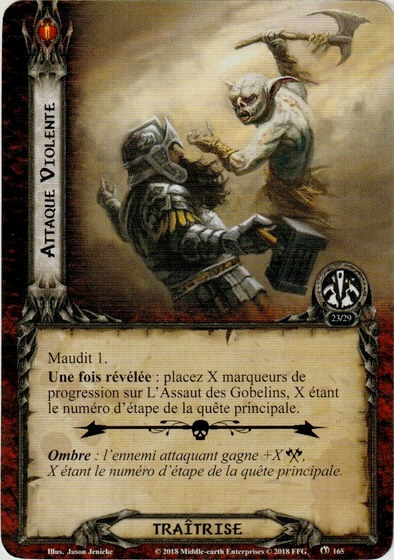 ATTAQUE VIOLENTE
23/29
Maudit 1.
Une fois révélée : placez X marqueurs de
progression sur L'Assaut des Gobelins, X étant
le numéro d'étape de la quête principale.
Ombre : l'ennemi attaquant gagne +X ,
X étant le numéro d'étape de la quête principale.
TRAÎTRISE
Illus. Jason Jenicke © 2018 Middle-earth Enterprises © 2018 FFG 165